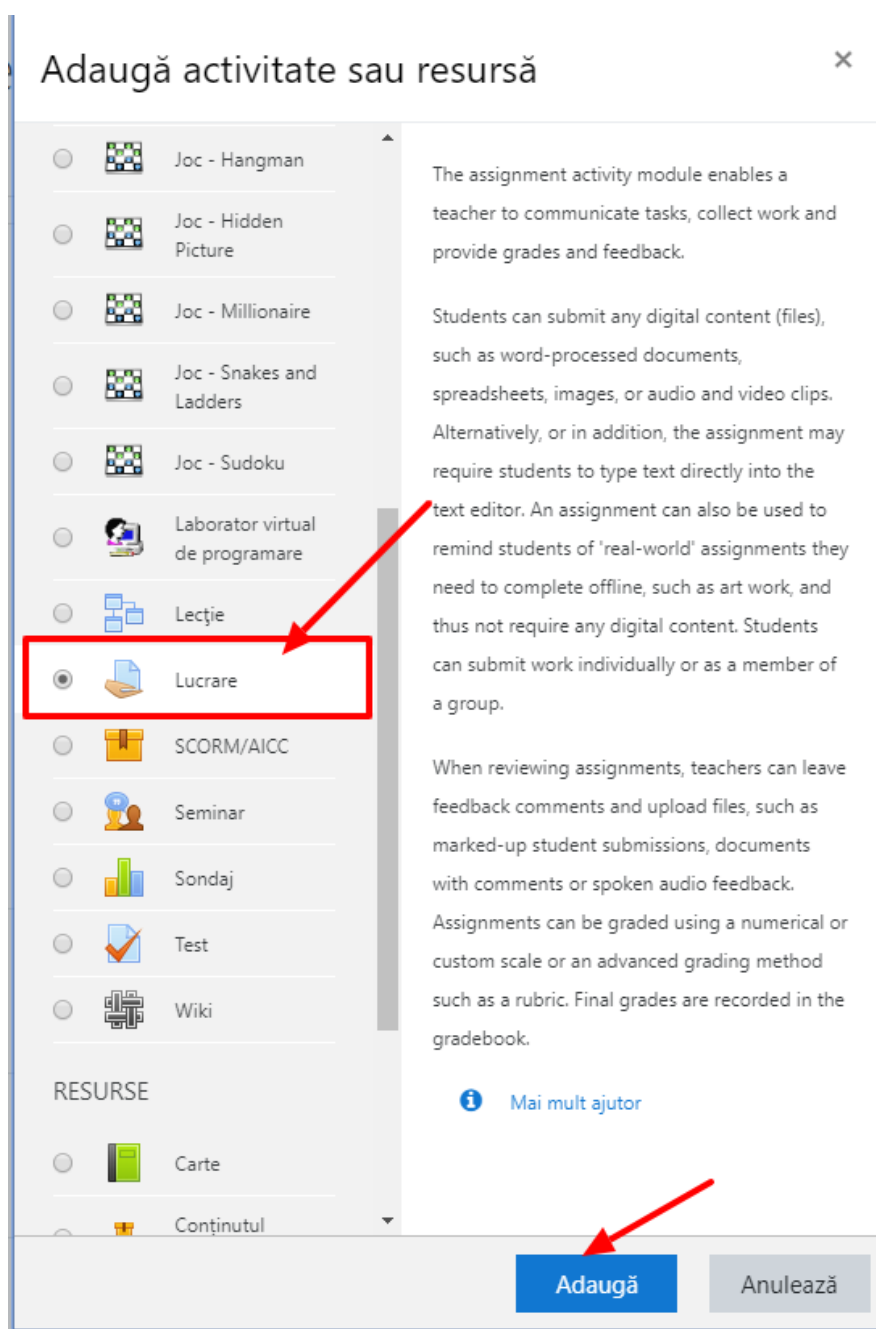 Adaugă activitate sau resursă
×
Joc - Hangman
Joc - Hidden
Picture
Joc - Millionaire
Joc - Snakes and
Ladders
Joc - Sudoku
Laborator virtual
de programare
Lecţie
Lucrare
SCORM/AICC
Seminar
Sondaj
Test
Wiki
RESURSE
Carte
Conținutul
The assignment activity module enables a
teacher to communicate tasks, collect work and
provide grades and feedback.
Students can submit any digital content (files),
such as word-processed documents,
spreadsheets, images, or audio and video clips.
Alternatively, or in addition, the assignment may
require students to type text directly into the
text editor. An assignment can also be used to
remind students of 'real-world' assignments they
need to complete offline, such as art work, and
thus not require any digital content. Students
can submit work individually or as a member of
a group.
When reviewing assignments, teachers can leave
feedback comments and upload files, such as
marked-up student submissions, documents
with comments or spoken audio feedback.
Assignments can be graded using a numerical or
custom scale or an advanced grading method
such as a rubric. Final grades are recorded in the
gradebook.
Mai mult ajutor
Adaugă
Anulează